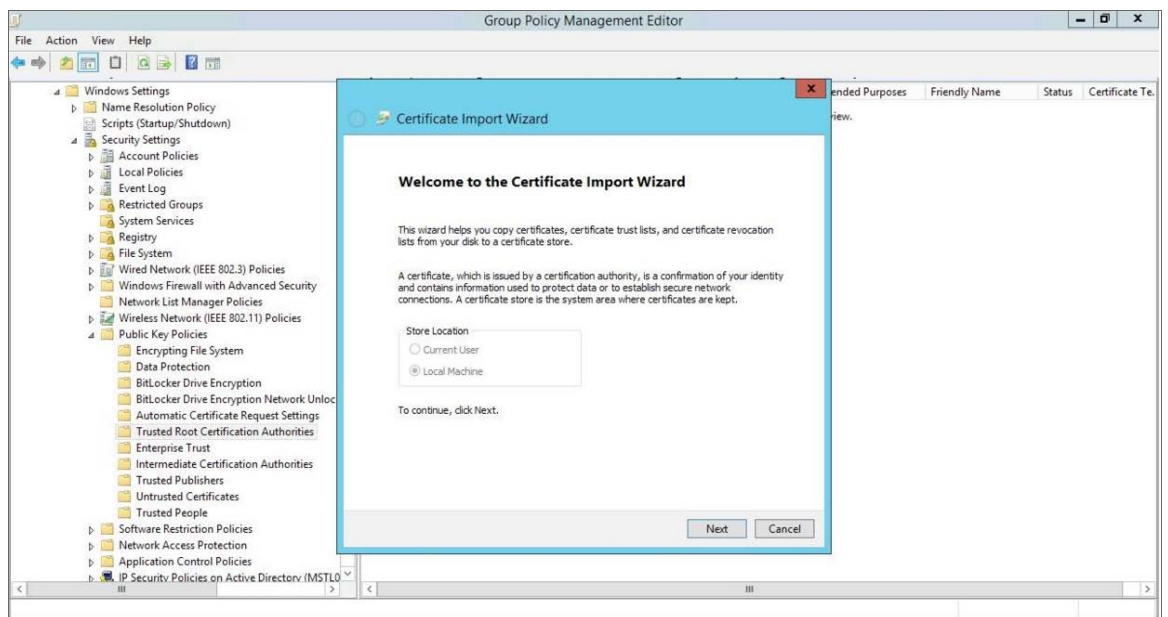 Group Policy Management Editor
File Action View Help
Windows Settings
Name Resolution Policy
Scripts (Startup/Shutdown)
Security Settings
Account Policies
Local Policies
Event Log
Restricted Groups
System Services
Registry
File System
Wired Network (IEEE 802.3) Policies
Windows Firewall with Advanced Security
Network List Manager Policies
Wireless Network (IEEE 802.11) Policies
Public Key Policies
Encrypting File System
Data Protection
BitLocker Drive Encryption
BitLocker Drive Encryption Network Unloc
Automatic Certificate Request Settings
Trusted Root Certification Authorities
Enterprise Trust
Intermediate Certification Authorities
Trusted Publishers
Untrusted Certificates
Trusted People
Software Restriction Policies
Network Access Protection
Application Control Policies
IP Security Policies on Active Directory (MSTLO
Certificate Import Wizard
Welcome to the Certificate Import Wizard
This wizard helps you copy certificates, certificate trust lists, and certificate revocation
lists from your disk to a certificate store.
A certificate, which is issued by a certification authority, is a confirmation of your identity
and contains information used to protect data or to establish secure network
connections. A certificate store is the system area where certificates are kept.
Store Location
Current User
Local Machine
To continue, click Next.
Next Cancel
ended Purposes Friendly Name Status Certificate Te.
view.